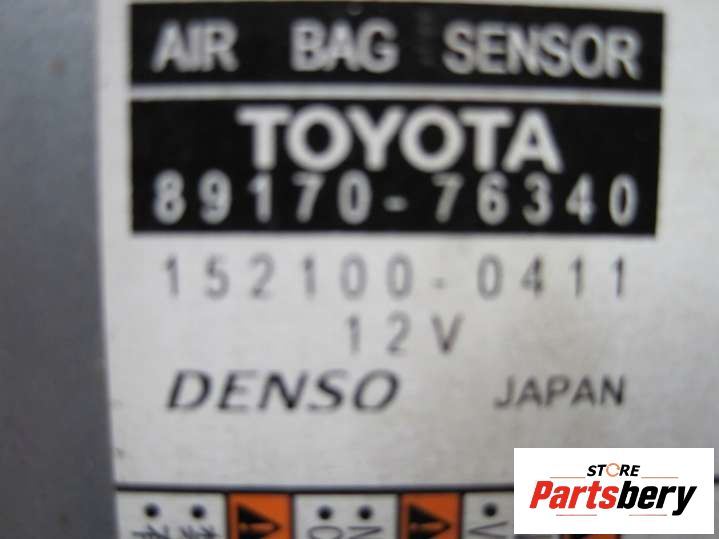 AIR BAG SENSOR
TOYOTA
89170-76340
152100-0411
12V
DENSO JAPAN
STORE
Partsbery